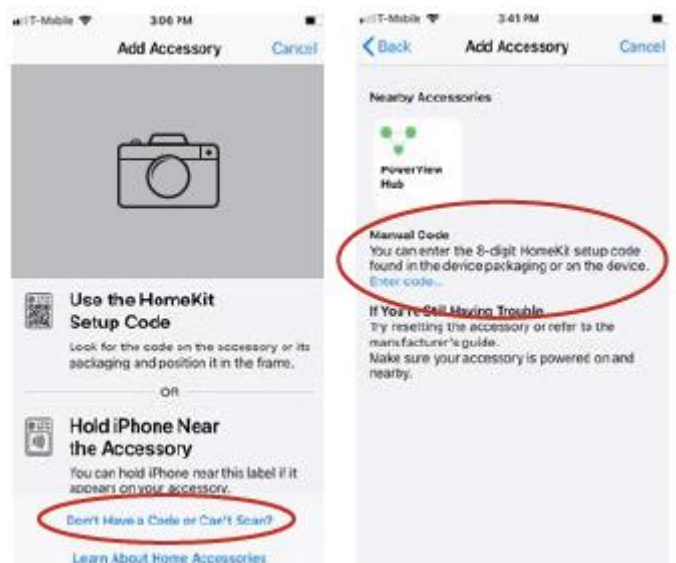 T-Mobile 3:06 PM
Add Accessory Cancel
Use the HomeKit
Setup Code
Look for the code on the accessory or its
packaging and position it in the frame.
OR
Hold iPhone Near
the Accessory
You can hold iPhone near this label if it
appears on your accessory.
Don't Have a Code or Can't Scan?
Learn About Home Accessories
T-Mobile 3:41 PM
Back Add Accessory Cancel
Nearby Accessories
PowerView
Hub
Manual Code
You can enter the 8-digit HomeKit setup code
found in the device packaging or on the device.
Enter code...
If You're Still Having Trouble
Try resetting the accessory or refer to the
manufacturer's guide.
Make sure your accessory is powered on and
nearby.